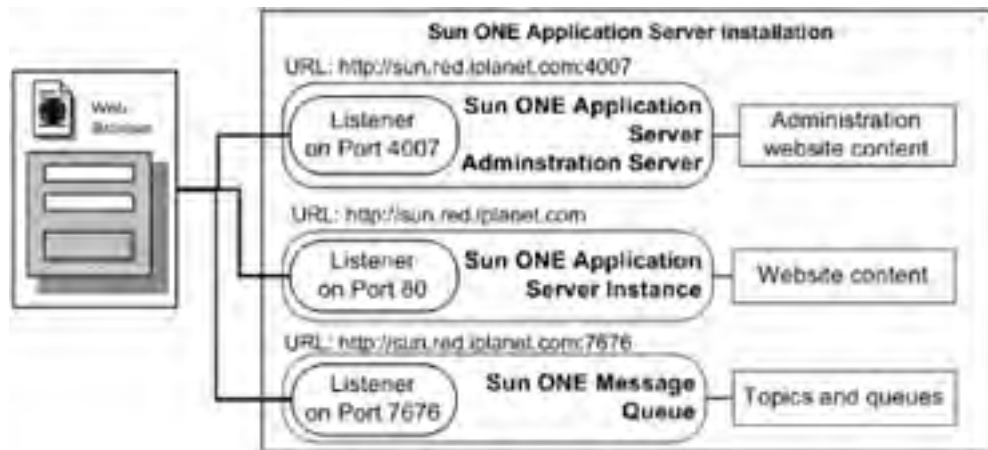 Sun ONE Application Server Installation
URL: http://sun.red.iplanet.com:4007
Web
Browser
Listener
on Port 4007
Sun ONE Application
Server
Adminstration Server
Administration
website content
URL: http://sun.red.iplanet.com
Listener
on Port 80
Sun ONE Application
Server Instance
Website content
URL: http://sun.red.iplanet.com:7676
Listener
on Port 7676
Sun ONE Message
Queue
Topics and queues